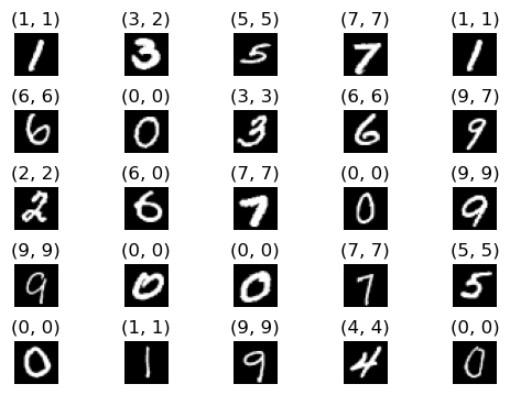 (1, 1) (3, 2) (5, 5) (7, 7) (1, 1)
1 3 5 7 1
(6, 6) (0, 0) (3, 3) (6, 6) (9, 7)
6 0 3 6 9
(2, 2) (6, 0) (7, 7) (0, 0) (9, 9)
2 6 7 0 9
(9, 9) (0, 0) (0, 0) (7, 7) (5, 5)
9 0 0 7 5
(0, 0) (1, 1) (9, 9) (4, 4) (0, 0)
0 1 9 4 0